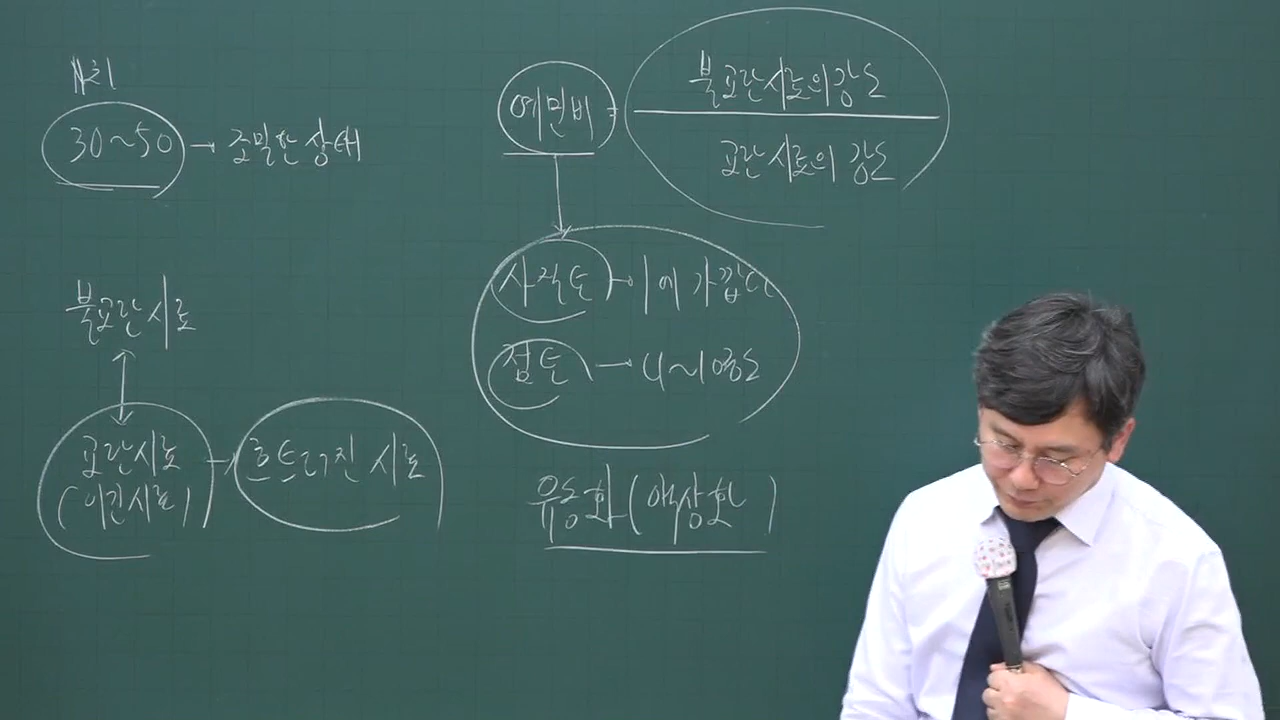 N치
30~50 → 조밀한 상태
불교란시료
교란시료
(이긴시료)
흐트러진 시료
예민비 = 불교란시료의 강도
교란시료의 강도
사질토 → 1에 가깝다
점토 → 4~8정도
유동화(액상화)